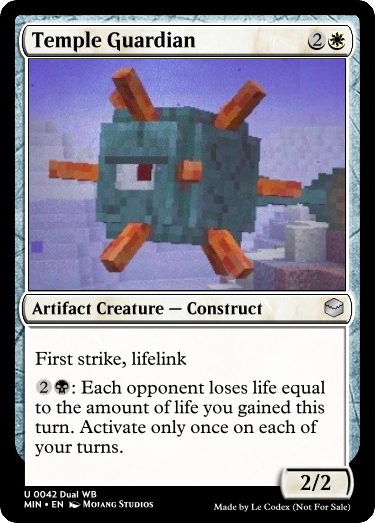 Temple Guardian 2
Artifact Creature — Construct
First strike, lifelink
2: Each opponent loses life equal
to the amount of life you gained this
turn. Activate only once on each of
your turns.
2/2
U 0042 Dual WB
MIN • EN Mojang Studios
Made by Le Codex (Not For Sale)